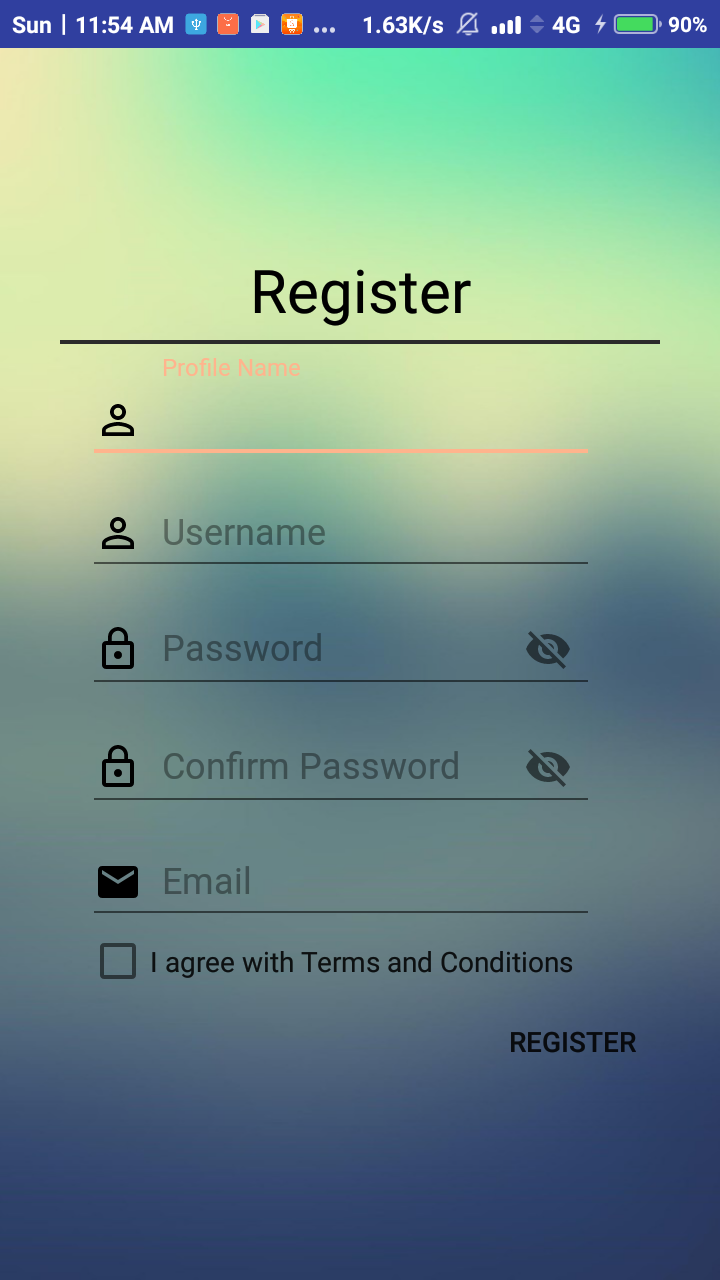 Sun | 11:54 AM ... 1.63K/s 4G 90%
Register
Profile Name
Username
Password
Confirm Password
Email
I agree with Terms and Conditions
REGISTER